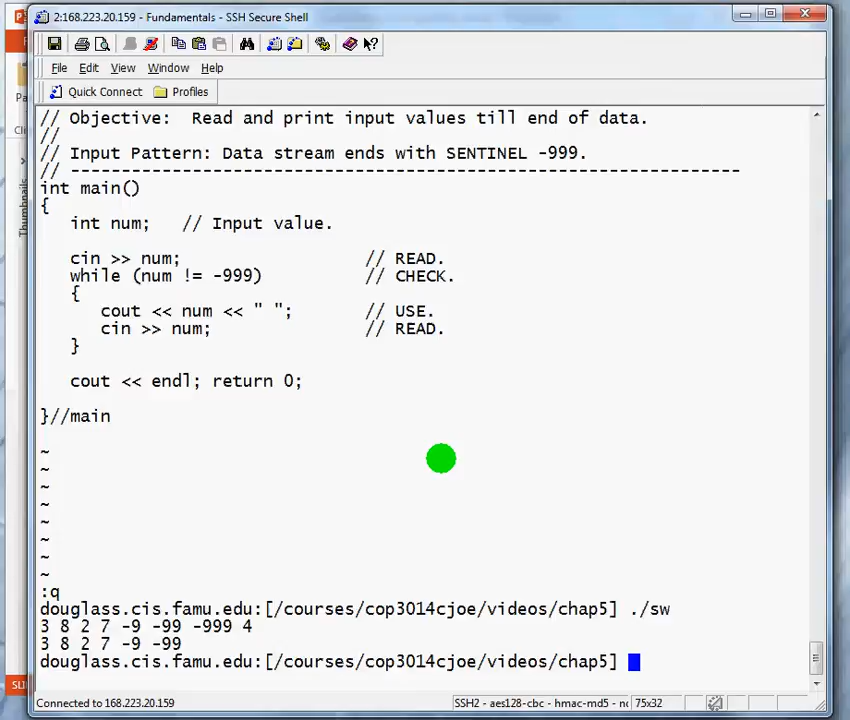 2:168.223.20.159 - Fundamentals - SSH Secure Shell
File Edit View Window Help
Quick Connect Profiles
// Objective:  Read and print input values till end of data.
//
// Input Pattern: Data stream ends with SENTINEL -999.
// ------------------------------------------------------------------
int main()
{
   int num;   // Input value.
   cin >> num;                  // READ.
   while (num != -999)          // CHECK.
   {
      cout << num << " ";       // USE.
      cin >> num;               // READ.
   }
   cout << endl; return 0;
}//main
~
~
~
~
~
~
~
~
:q
douglass.cis.famu.edu:[/courses/cop3014cjoe/videos/chap5] ./sw
3 8 2 7 -9 -99 -999 4
3 8 2 7 -9 -99
douglass.cis.famu.edu:[/courses/cop3014cjoe/videos/chap5]
Connected to 168.223.20.159 SSH2 - aes128-cbc - hmac-md5 - nc 75x32